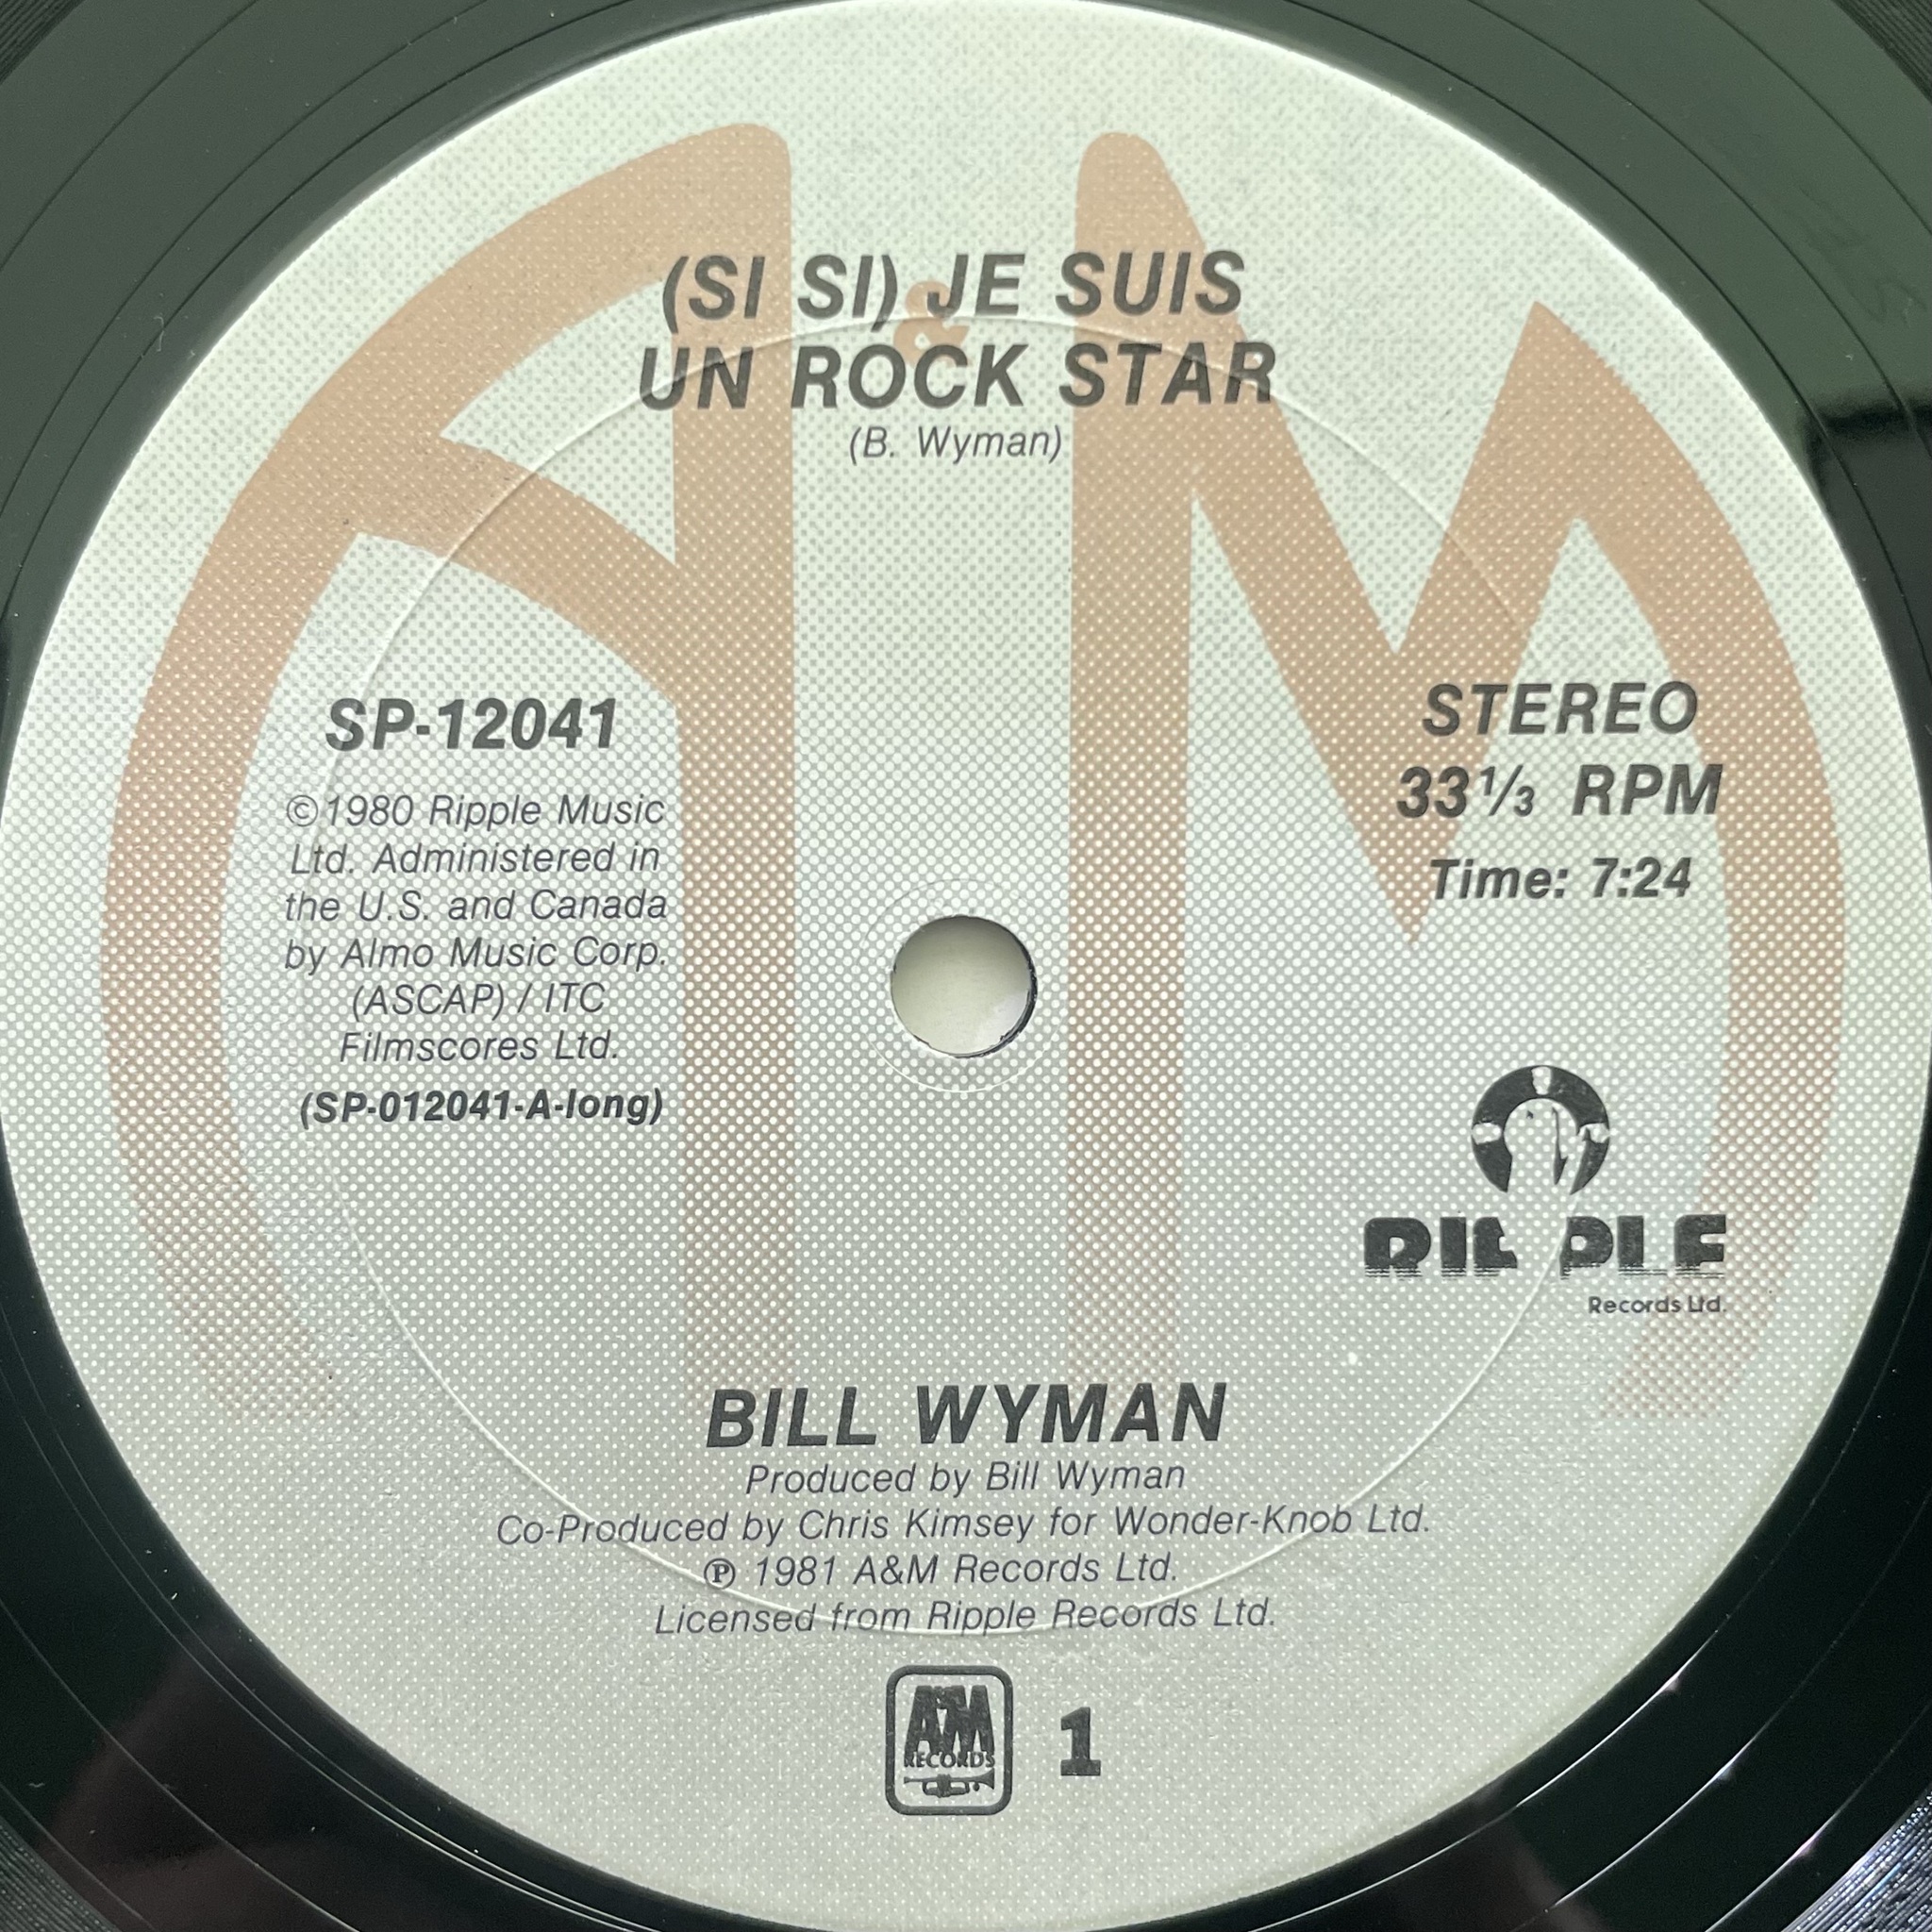 (SI SI) JE SUIS
UN ROCK STAR
(B. Wyman)
A & M
SP-12041
©1980 Ripple Music
Ltd. Administered in
the U.S. and Canada
by Almo Music Corp.
(ASCAP) / ITC
Filmscores Ltd.
(SP-012041-A-long)
STEREO
33⅓ RPM
Time: 7:24
RIPPLE
Records Ltd.
BILL WYMAN
Produced by Bill Wyman
Co-Produced by Chris Kimsey for Wonder-Knob Ltd.
℗ 1981 A&M Records Ltd.
Licensed from Ripple Records Ltd.
A&M
RECORDS
1